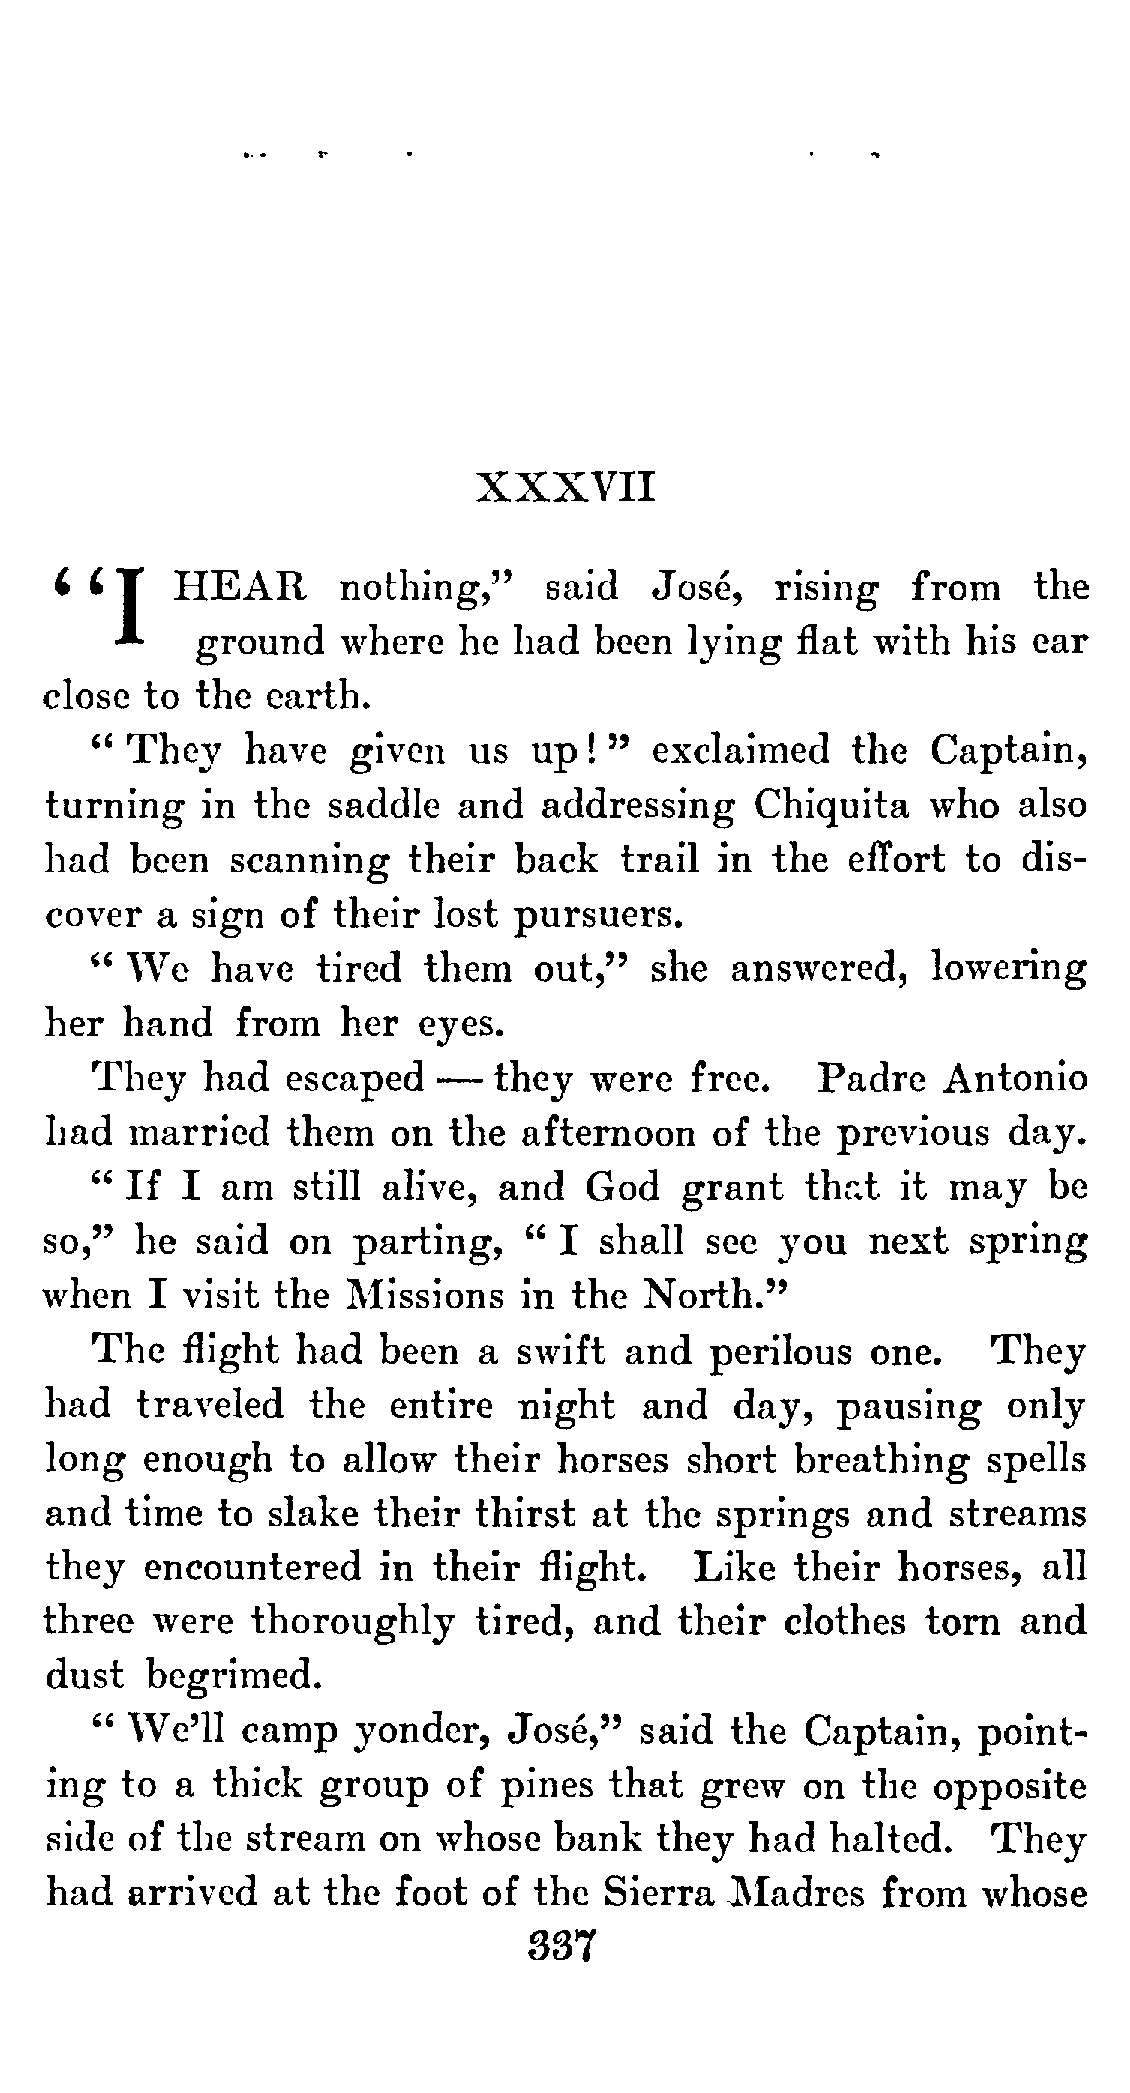 XXXVII
“I HEAR nothing,” said José, rising from the
ground where he had been lying flat with his ear
close to the earth.
“They have given us up!” exclaimed the Captain,
turning in the saddle and addressing Chiquita who also
had been scanning their back trail in the effort to dis-
cover a sign of their lost pursuers.
“We have tired them out,” she answered, lowering
her hand from her eyes.
They had escaped — they were free. Padre Antonio
had married them on the afternoon of the previous day.
“If I am still alive, and God grant that it may be
so,” he said on parting, “I shall see you next spring
when I visit the Missions in the North.”
The flight had been a swift and perilous one. They
had traveled the entire night and day, pausing only
long enough to allow their horses short breathing spells
and time to slake their thirst at the springs and streams
they encountered in their flight. Like their horses, all
three were thoroughly tired, and their clothes torn and
dust begrimed.
“We’ll camp yonder, José,” said the Captain, point-
ing to a thick group of pines that grew on the opposite
side of the stream on whose bank they had halted. They
had arrived at the foot of the Sierra Madres from whose
337